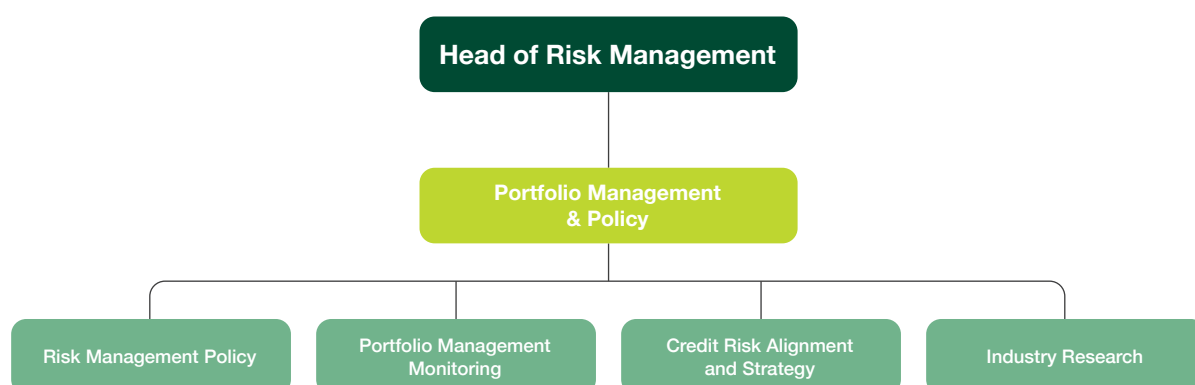 Head of Risk Management
Portfolio Management
& Policy
Risk Management Policy
Portfolio Management
Monitoring
Credit Risk Alignment
and Strategy
Industry Research